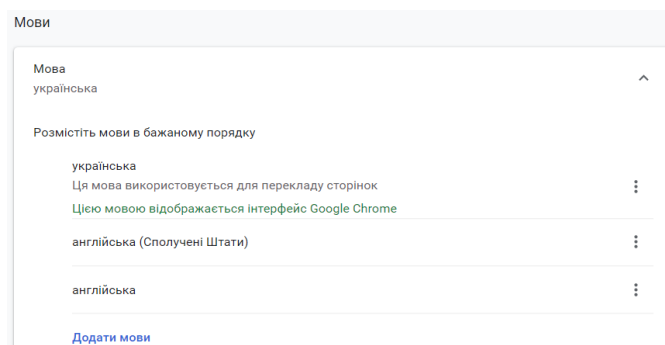 Мови
Мова
українська
Розмістіть мови в бажаному порядку
українська
Ця мова використовується для перекладу сторінок
Цією мовою відображається інтерфейс Google Chrome
англійська (Сполучені Штати)
англійська
Додати мови